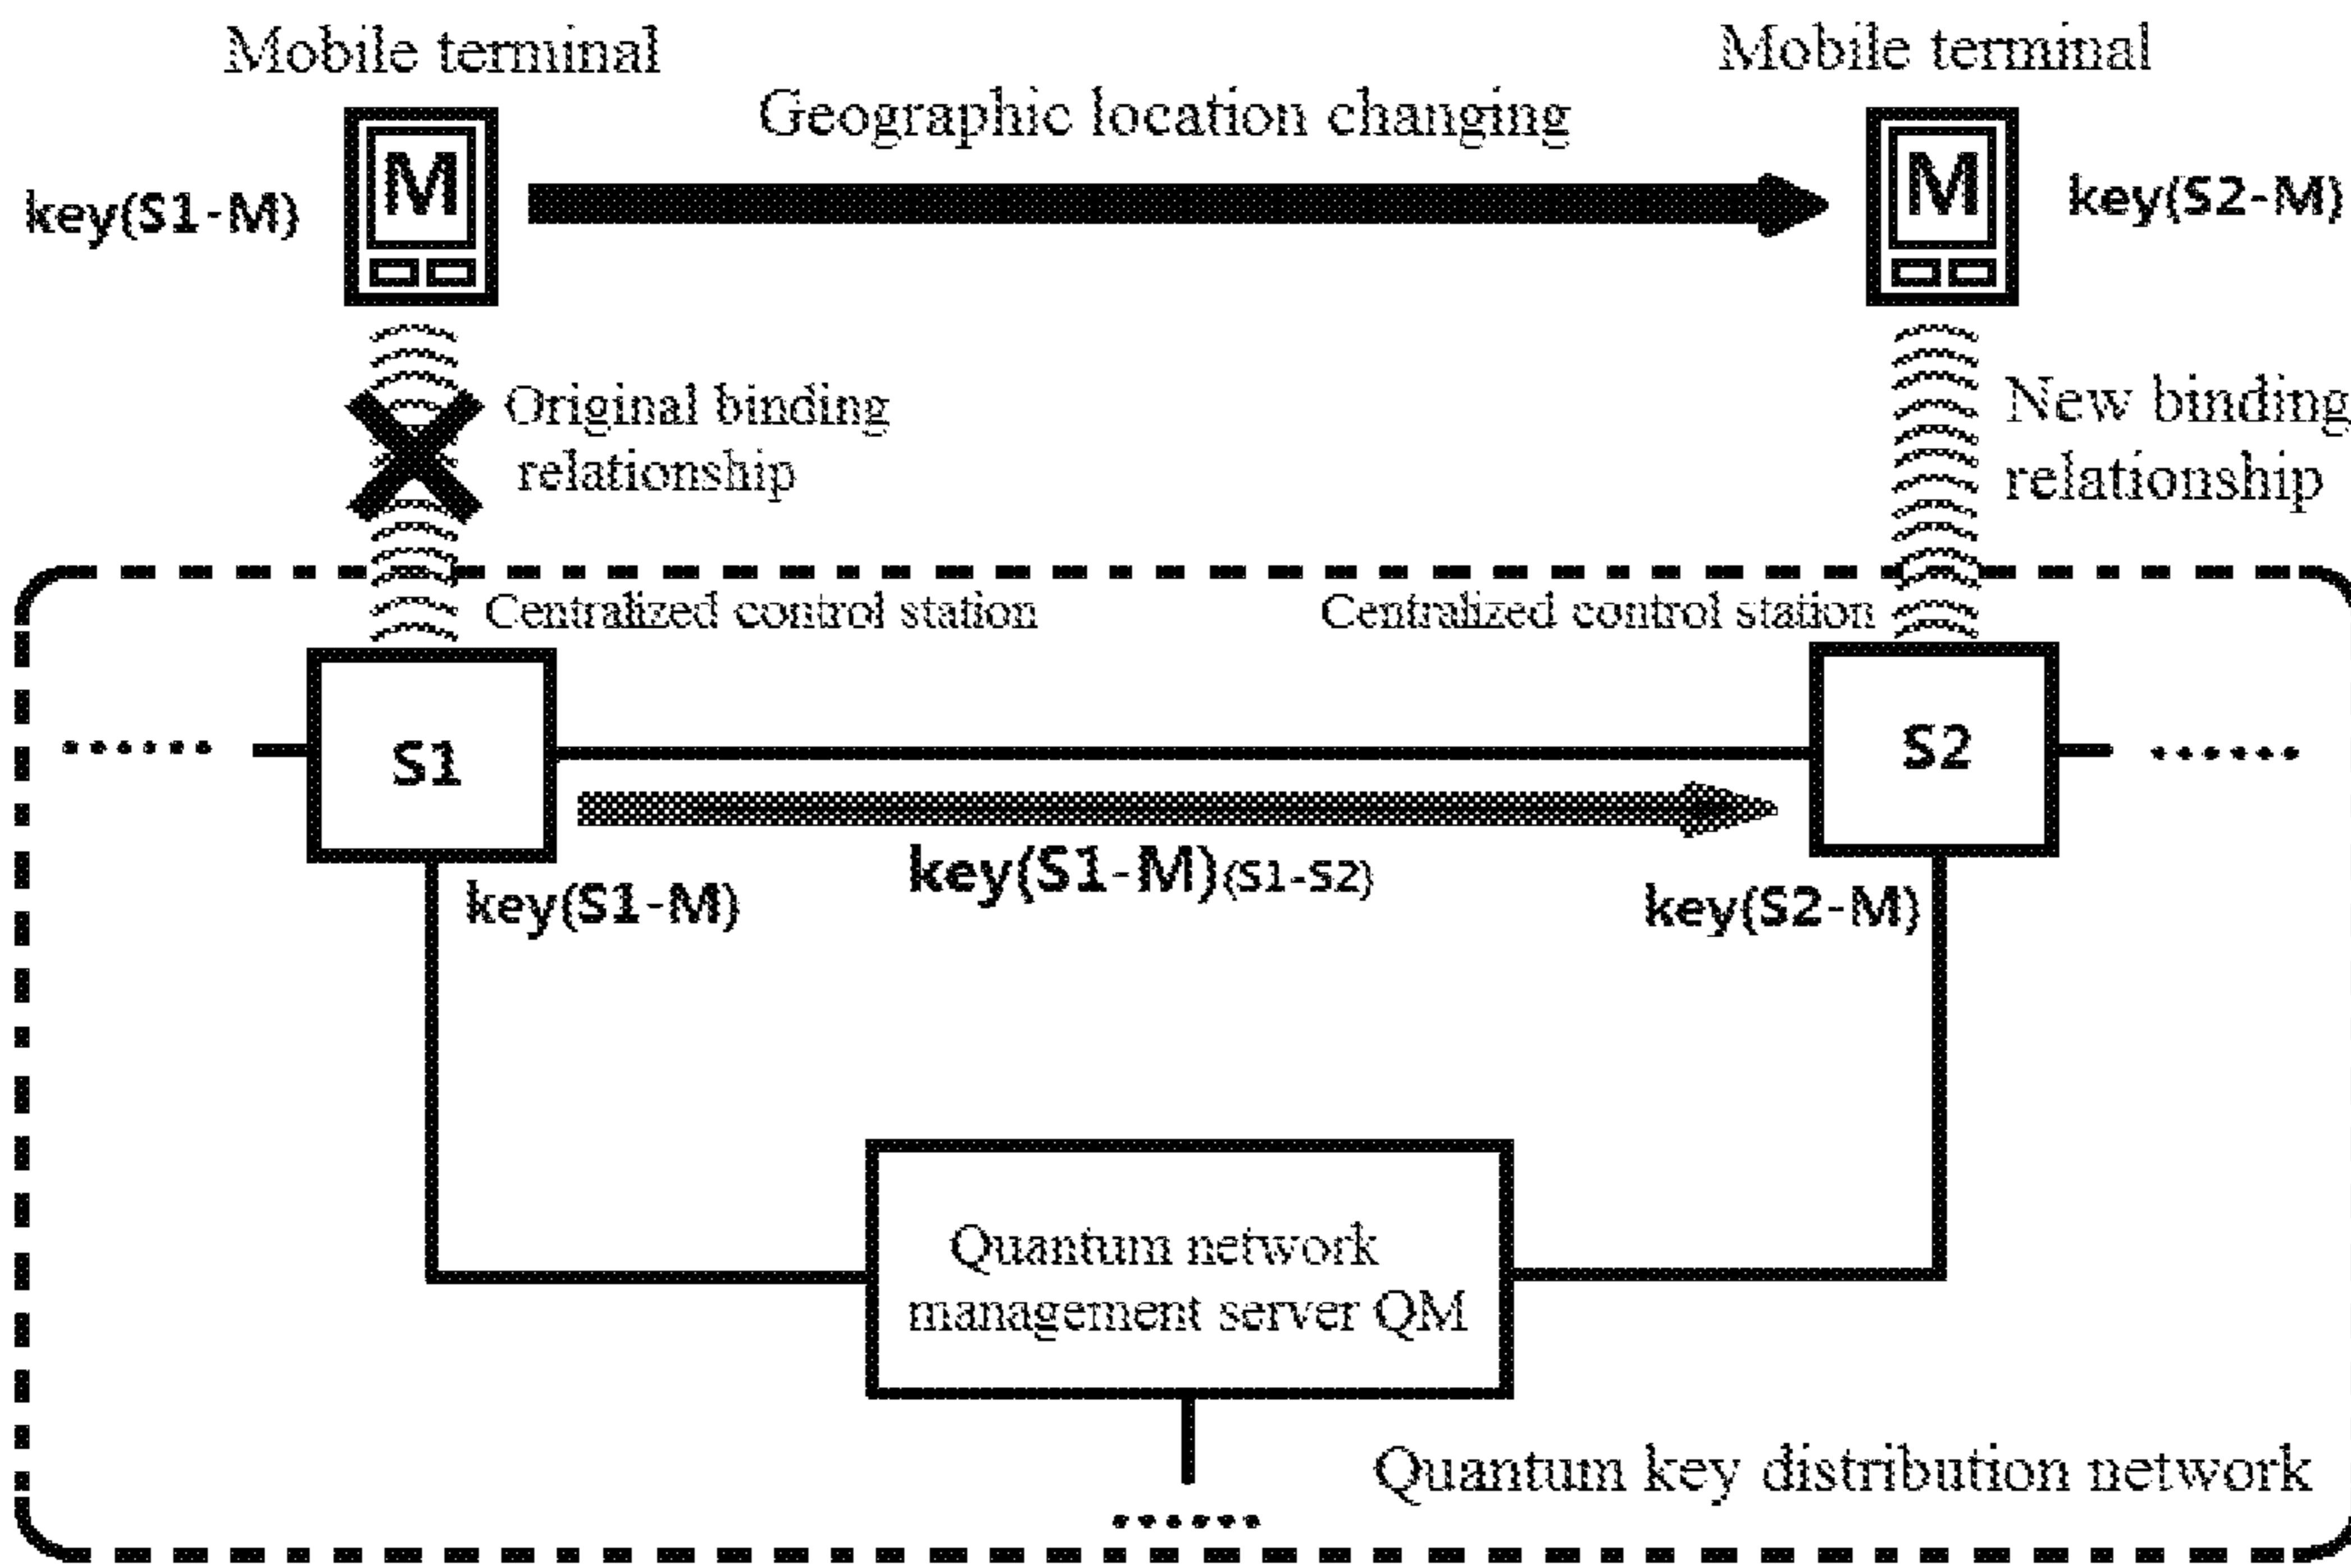 Mobile terminal
Mobile terminal
Geographic location changing
M
M
key(S1-M)
key(S2-M)
Original binding
relationship
New binding
relationship
Centralized control station
Centralized control station
S1
S2
......
......
key(S1-M)(S1-S2)
key(S1-M)
key(S2-M)
Quantum network
management server QM
Quantum key distribution network
......